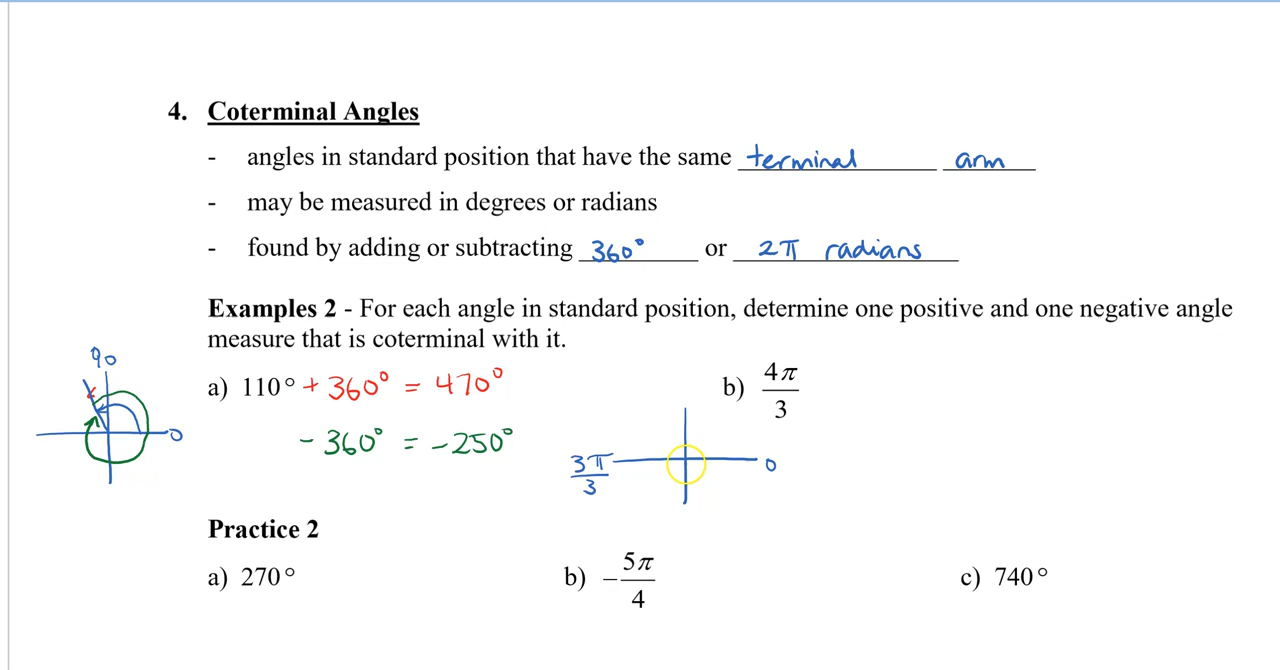 4. Coterminal Angles
- angles in standard position that have the same terminal arm
- may be measured in degrees or radians
- found by adding or subtracting 360° or 2π radians
Examples 2 - For each angle in standard position, determine one positive and one negative angle
measure that is coterminal with it.
90
0
a) 110° + 360° = 470°
- 360° = -250°
b) 4π/3
3π/3
0
Practice 2
a) 270°
b) -5π/4
c) 740°